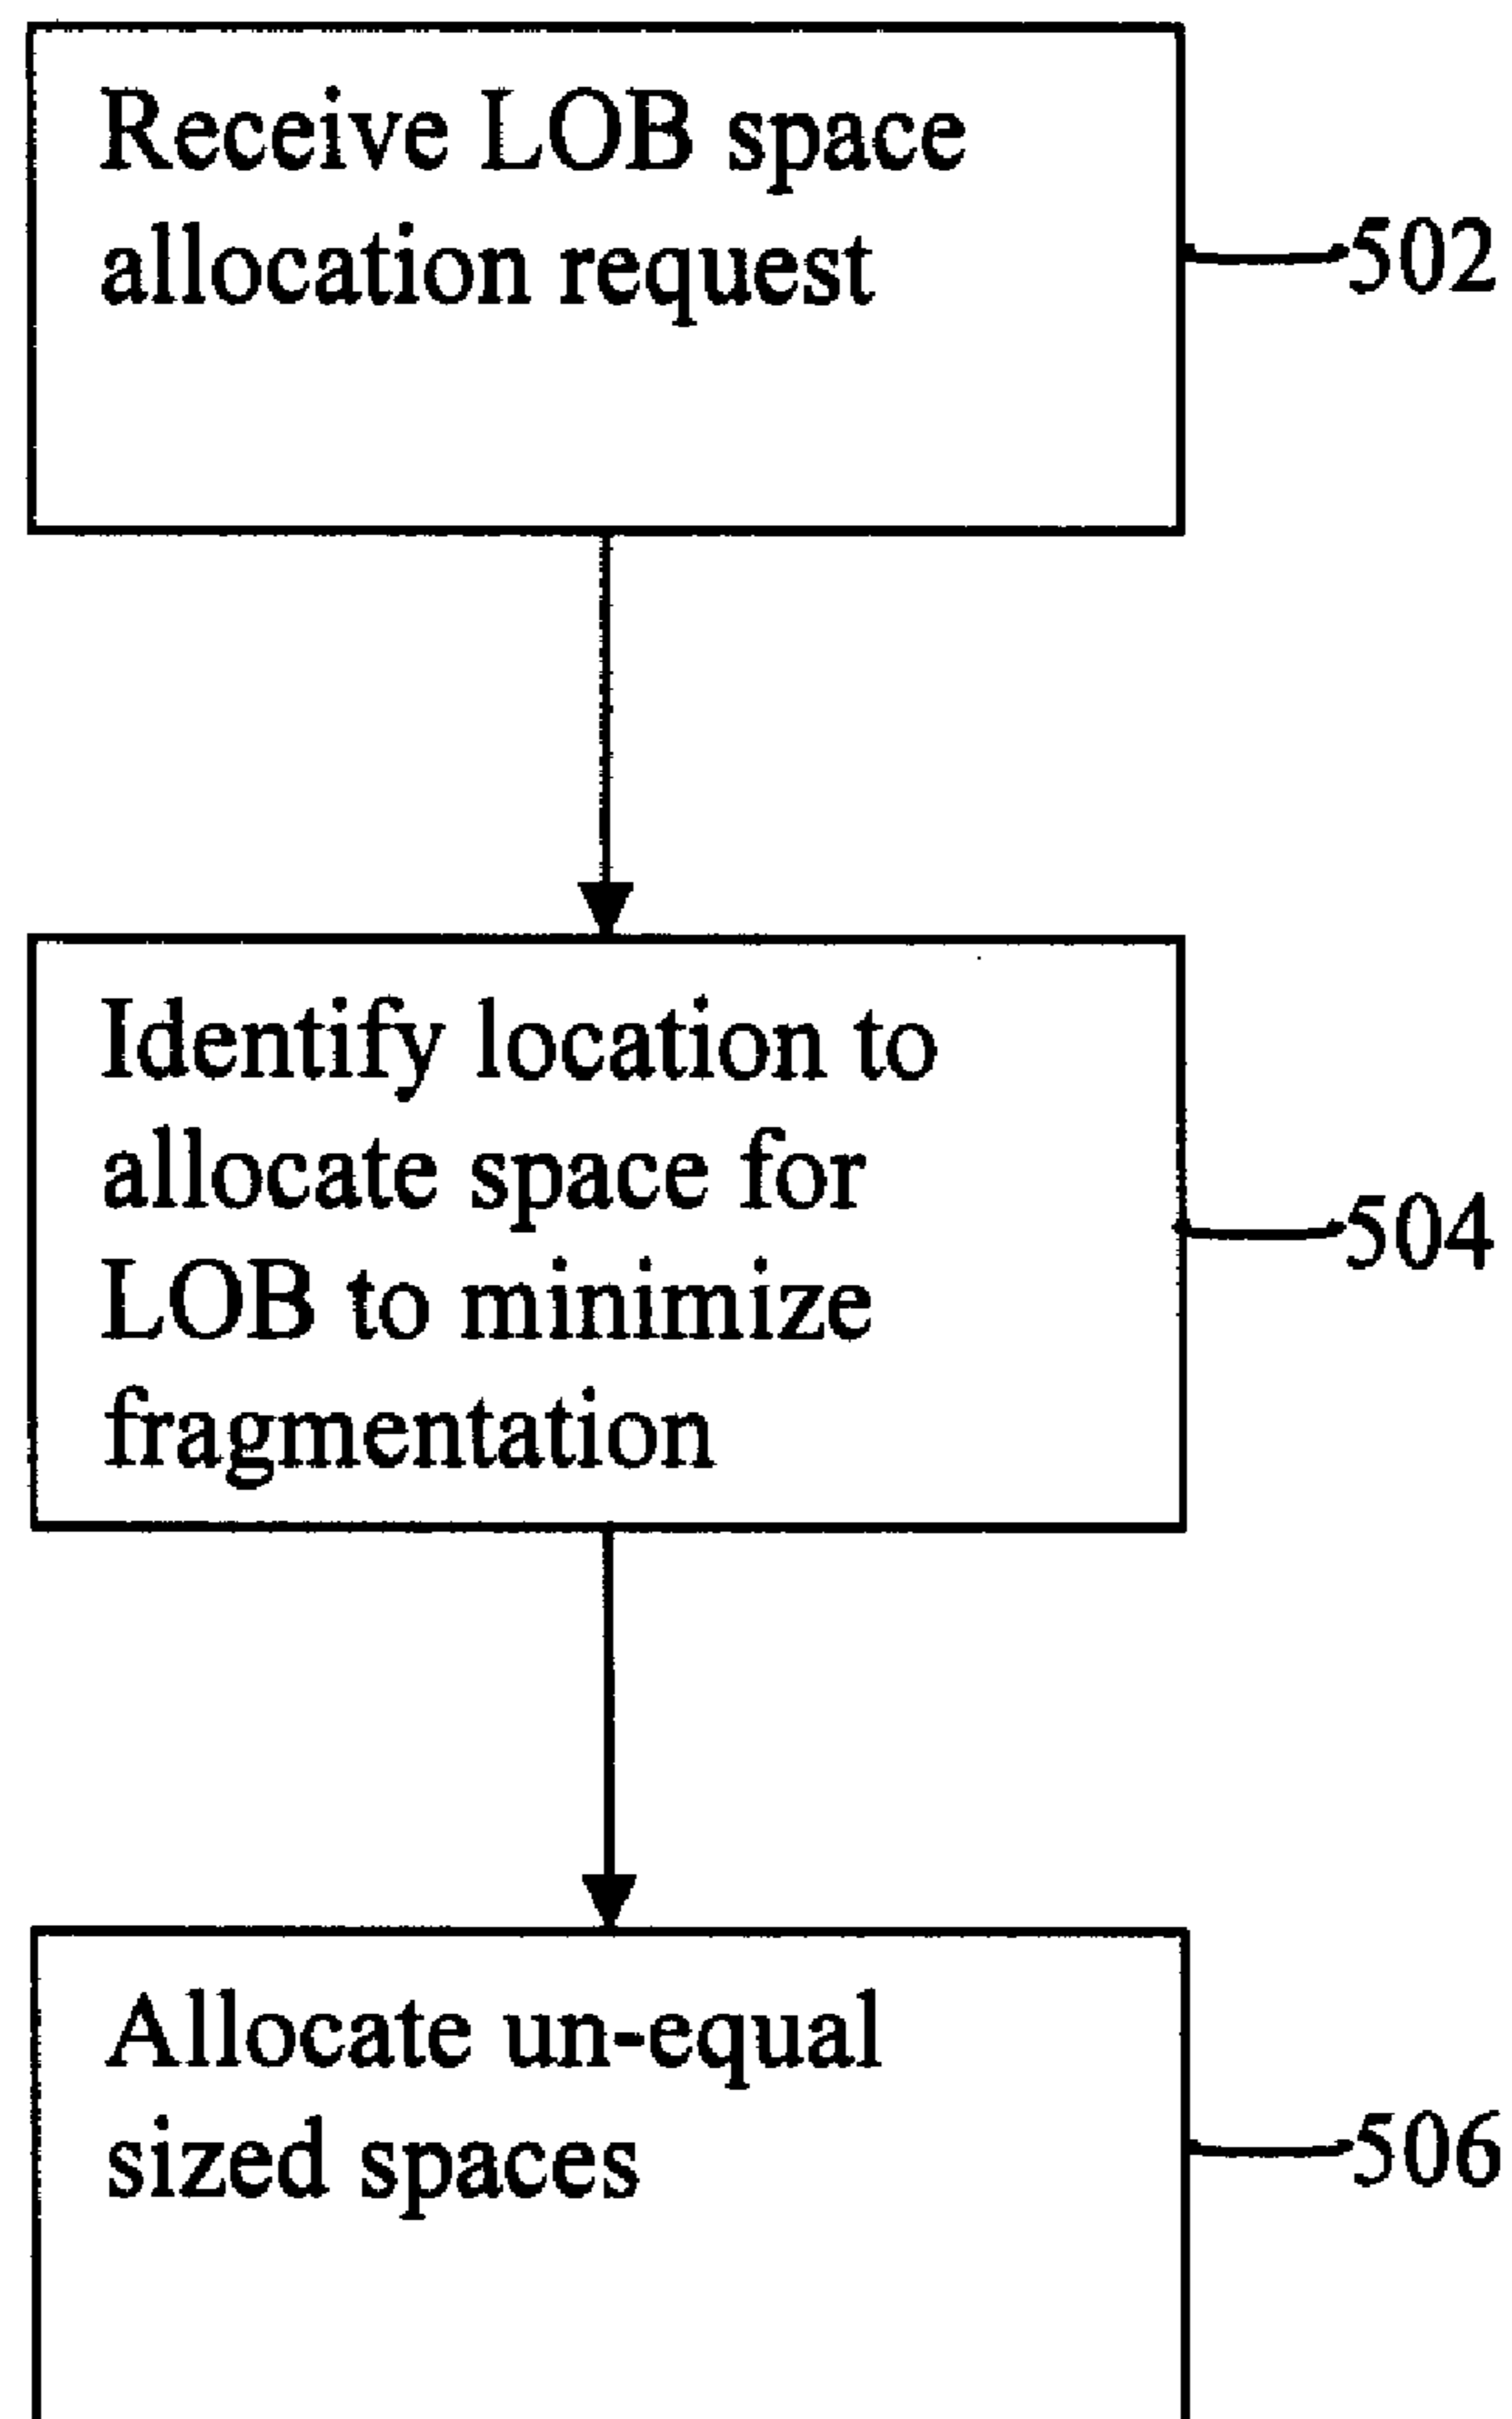 Receive LOB space
allocation request
502
Identify location to
allocate space for
LOB to minimize
fragmentation
504
Allocate un-equal
sized spaces
506